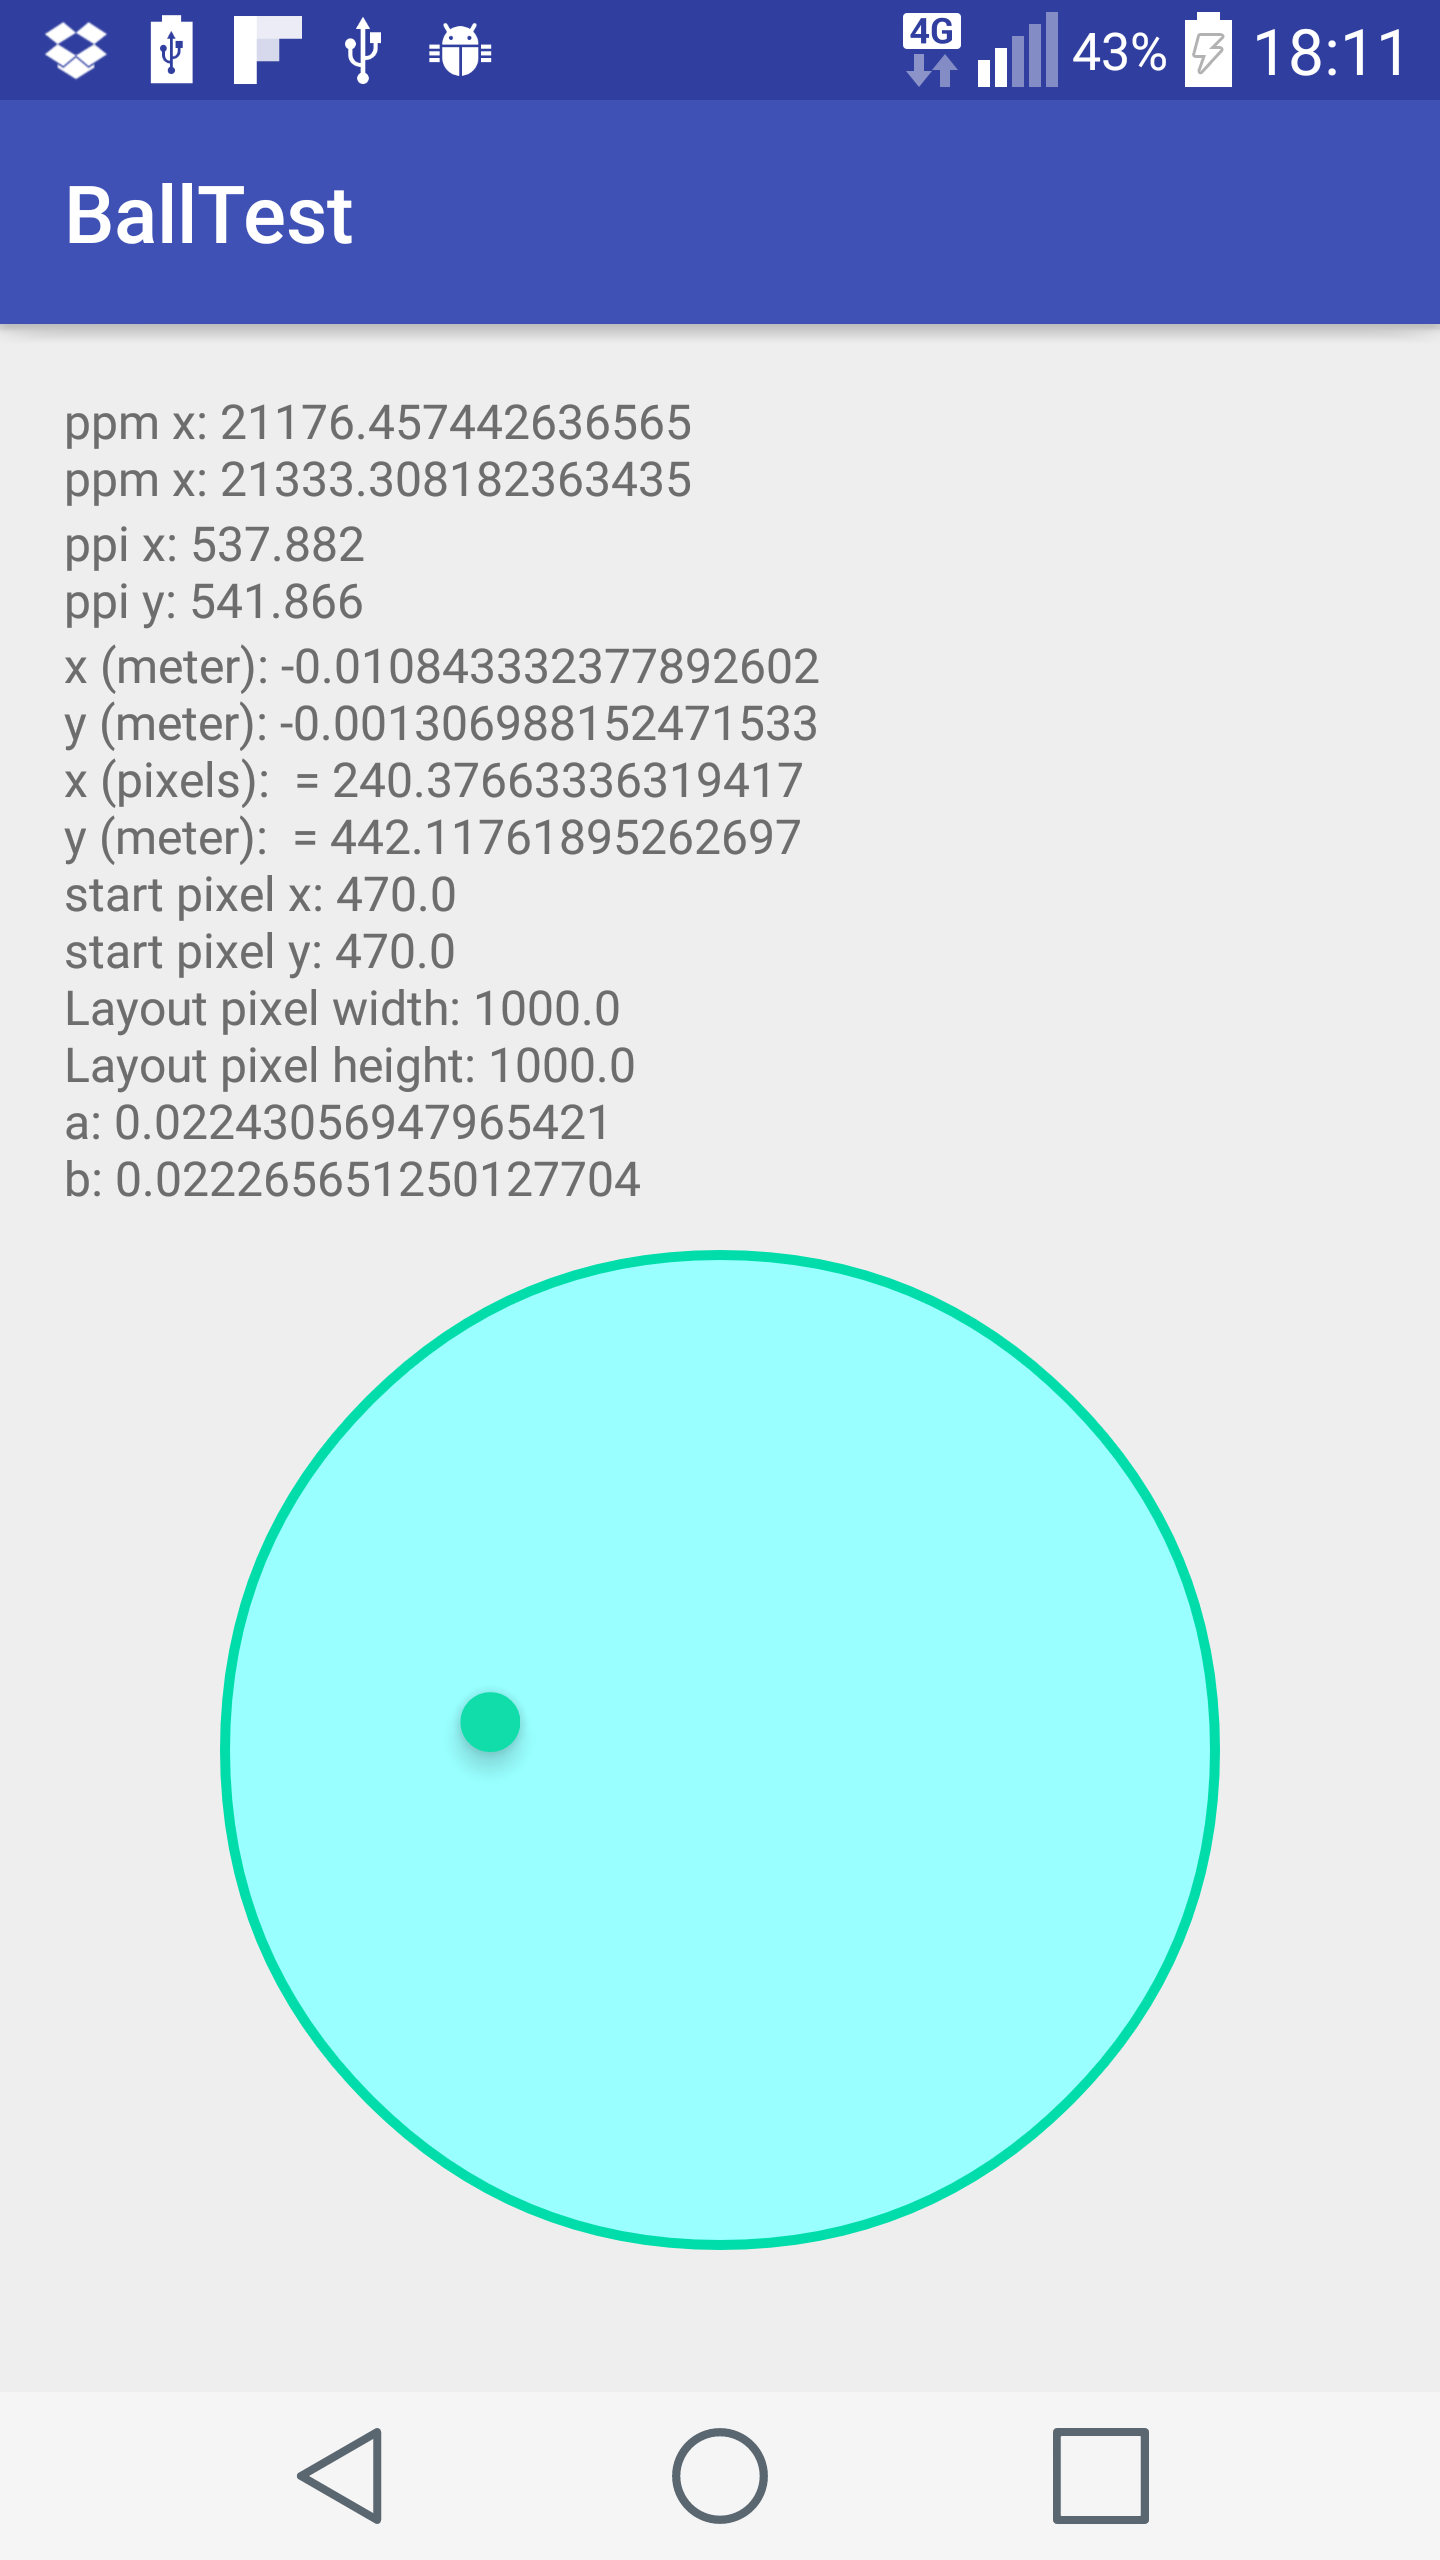 4G 43% 18:11
BallTest
ppm x: 21176.457442636565
ppm x: 21333.308182363435
ppi x: 537.882
ppi y: 541.866
x (meter): -0.010843332377892602
y (meter): -0.001306988152471533
x (pixels):  = 240.37663336319417
y (meter):  = 442.11761895262697
start pixel x: 470.0
start pixel y: 470.0
Layout pixel width: 1000.0
Layout pixel height: 1000.0
a: 0.02243056947965421
b: 0.022265651250127704